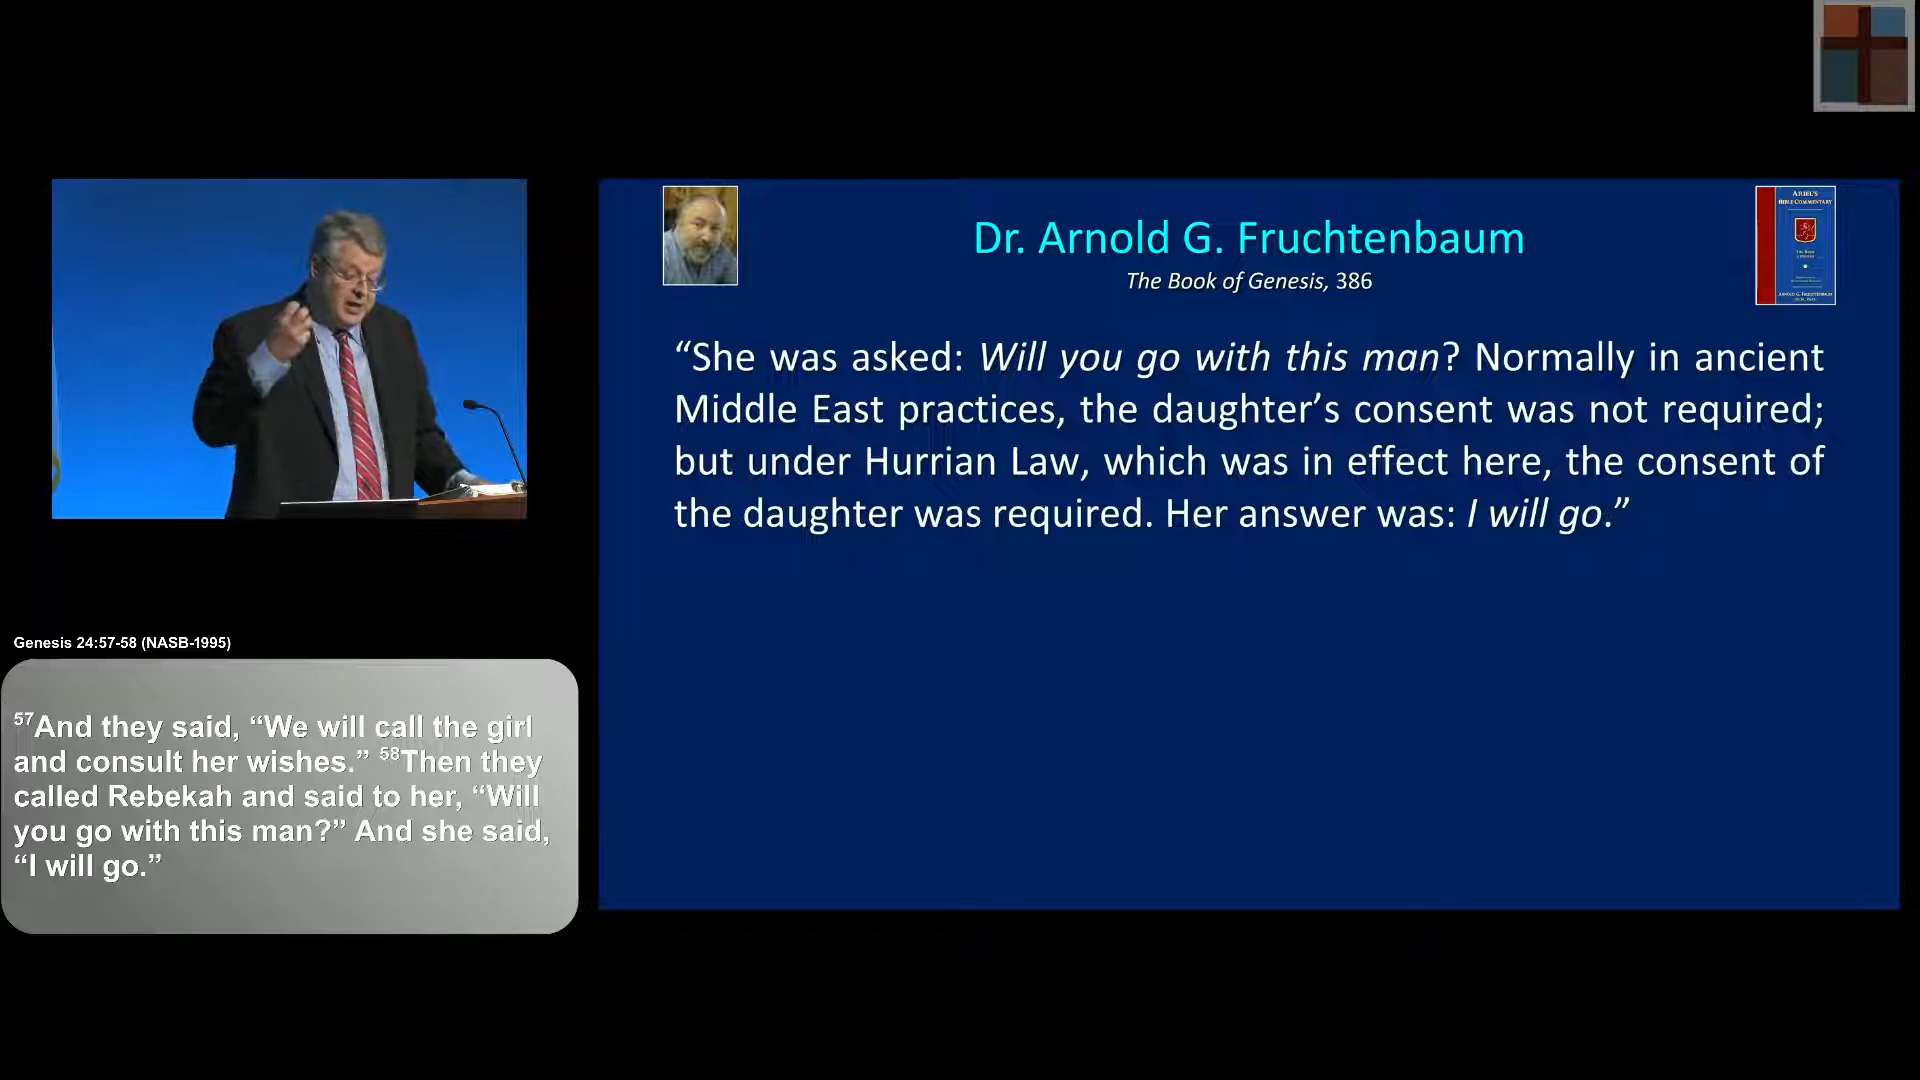 Dr. Arnold G. Fruchtenbaum
The Book of Genesis, 386
ARIEL'S
BIBLE COMMENTARY
“She was asked: Will you go with this man? Normally in ancient
Middle East practices, the daughter’s consent was not required;
but under Hurrian Law, which was in effect here, the consent of
the daughter was required. Her answer was: I will go.”
Genesis 24:57-58 (NASB-1995)
57And they said, “We will call the girl
and consult her wishes.” 58Then they
called Rebekah and said to her, “Will
you go with this man?” And she said,
“I will go.”